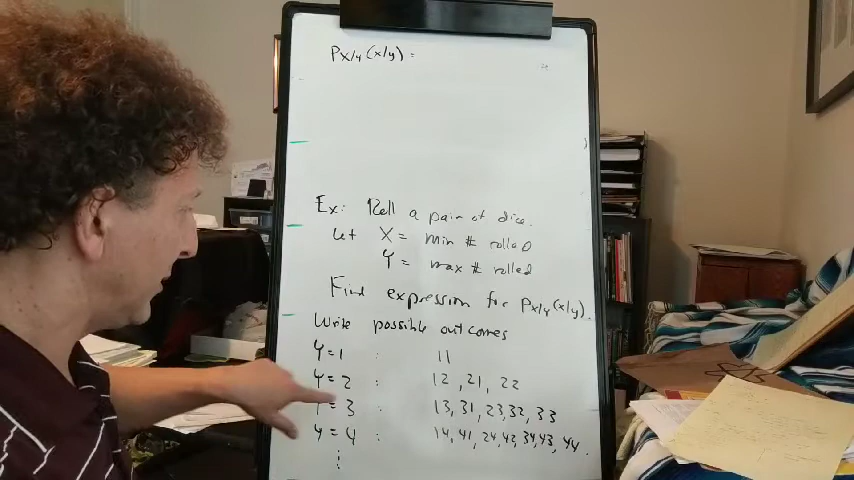 Px/y (x/y) =
Ex: Roll a pair of dice.
Let X = min # rolled
Y = max # rolled
Find expression for Px/y (x/y).
Write possible outcomes
Y = 1 : 11
Y = 2 : 12, 21, 22
Y = 3 : 13, 31, 23, 32, 33
Y = 4 : 14, 41, 24, 42, 34, 43, 44.
⋮